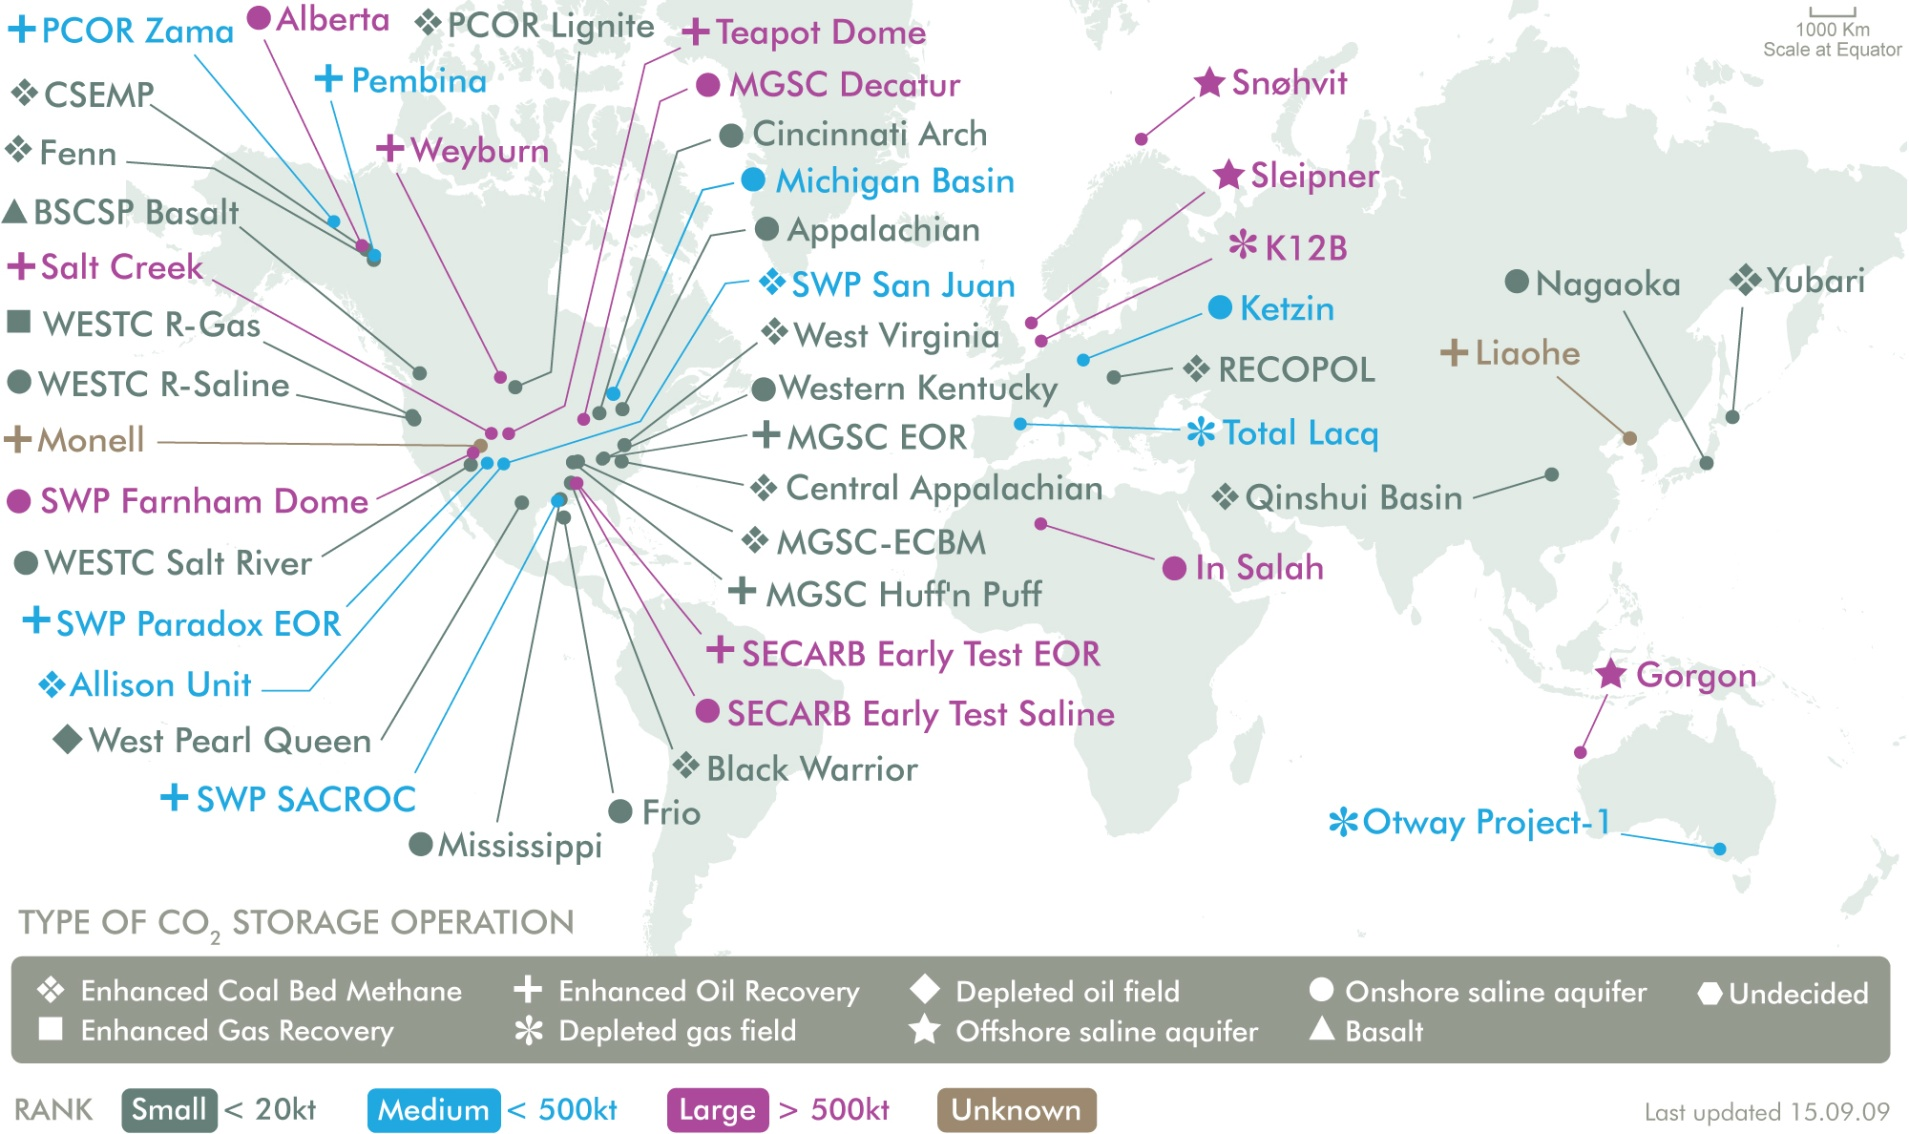 PCOR Zama
Alberta
PCOR Lignite
Teapot Dome
1000 Km
Scale at Equator
CSEMP
Pembina
MGSC Decatur
Snøhvit
Fenn
Weyburn
Cincinnati Arch
Michigan Basin
Sleipner
BSCSP Basalt
Appalachian
K12B
Salt Creek
SWP San Juan
Nagaoka
Yubari
WESTC R-Gas
West Virginia
Ketzin
Liaohe
WESTC R-Saline
Western Kentucky
RECOPOL
Monell
MGSC EOR
Total Lacq
SWP Farnham Dome
Central Appalachian
Qinshui Basin
WESTC Salt River
MGSC-ECBM
In Salah
SWP Paradox EOR
MGSC Huff'n Puff
Allison Unit
SECARB Early Test EOR
Gorgon
West Pearl Queen
SECARB Early Test Saline
SWP SACROC
Black Warrior
Mississippi
Frio
Otway Project-1
TYPE OF CO2 STORAGE OPERATION
Enhanced Coal Bed Methane
Enhanced Oil Recovery
Depleted oil field
Onshore saline aquifer
Undecided
Enhanced Gas Recovery
Depleted gas field
Offshore saline aquifer
Basalt
RANK Small < 20kt Medium < 500kt Large > 500kt Unknown
Last updated 15.09.09